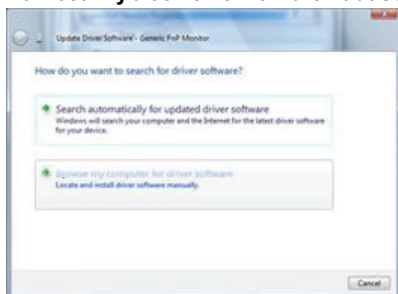 Update Driver Software - Generic PnP Monitor
How do you want to search for driver software?
Search automatically for updated driver software
Windows will search your computer and the Internet for the latest driver software
for your device.
Browse my computer for driver software
Locate and install driver software manually.
Cancel